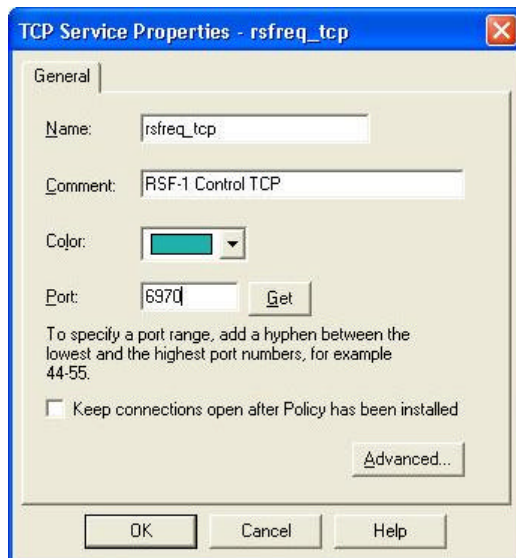 TCP Service Properties - rsfreq_tcp
General
Name: rsfreq_tcp
Comment: RSF-1 Control TCP
Color:
Port: 6970 Get
To specify a port range, add a hyphen between the
lowest and the highest port numbers, for example
44-55.
Keep connections open after Policy has been installed
Advanced...
OK Cancel Help